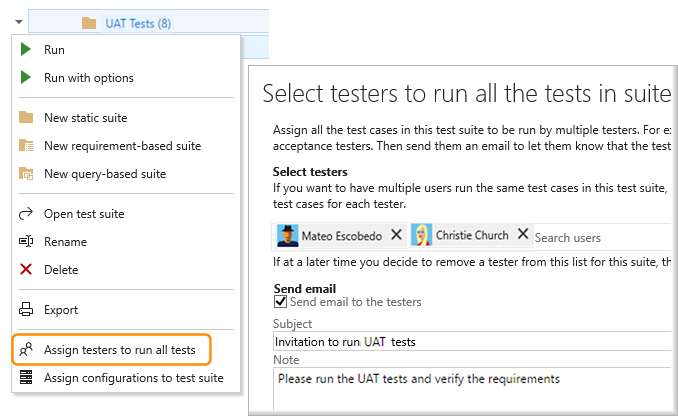 UAT Tests (8)
Run
Run with options
New static suite
New requirement-based suite
New query-based suite
Open test suite
Rename
Delete
Export
Assign testers to run all tests
Assign configurations to test suite
Select testers to run all the tests in suite
Assign all the test cases in this test suite to be run by multiple testers. For ex
acceptance testers. Then send them an email to let them know that the test
Select testers
If you want to have multiple users run the same test cases in this test suite,
test cases for each tester.
Mateo Escobedo Christie Church Search users
If at a later time you decide to remove a tester from this list for this suite, th
Send email
Send email to the testers
Subject
Invitation to run UAT tests
Note
Please run the UAT tests and verify the requirements